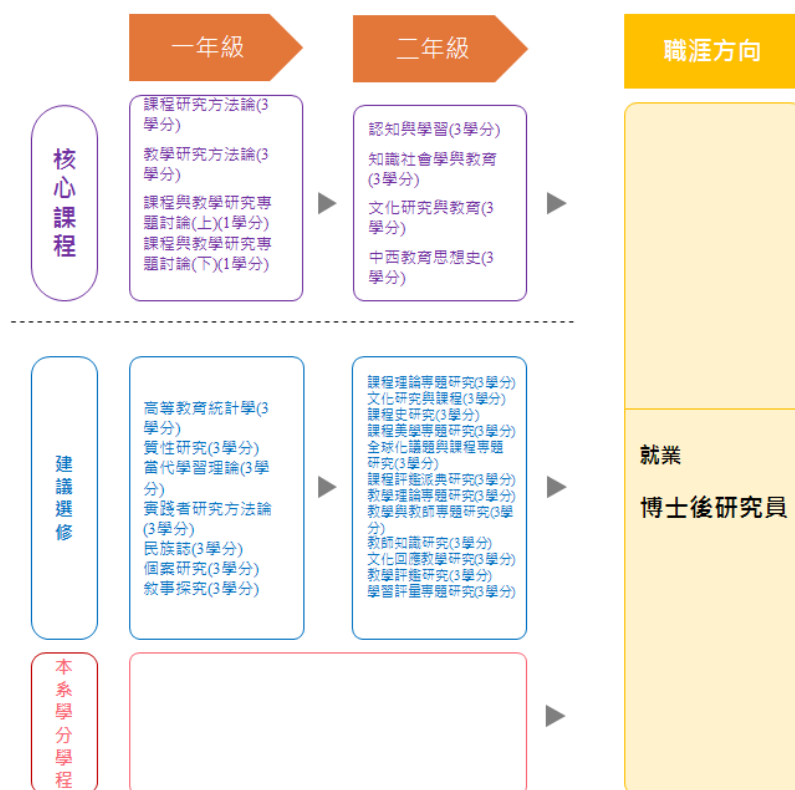 一年級
二年級
職涯方向
核心課程
課程研究方法論(3
學分)
教學研究方法論(3
學分)
課程與教學研究專
題討論(上)(1學分)
課程與教學研究專
題討論(下)(1學分)
認知與學習(3學分)
知識社會學與教育
(3學分)
文化研究與教育(3
學分)
中西教育思想史(3
學分)
建議選修
高等教育統計學(3
學分)
質性研究(3學分)
當代學習理論(3學
分)
實踐者研究方法論
(3學分)
民族誌(3學分)
個案研究(3學分)
敘事探究(3學分)
課程理論專題研究(3學分)
文化研究與課程(3學分)
課程史研究(3學分)
課程美學專題研究(3學分)
全球化議題與課程專題
研究(3學分)
課程評鑑派典研究(3學分)
教學理論專題研究(3學分)
教學與教師專題研究(3學
分)
教師知識研究(3學分)
文化回應教學研究(3學分)
教學評鑑研究(3學分)
學習評量專題研究(3學分)
就業
博士後研究員
本系學分學程